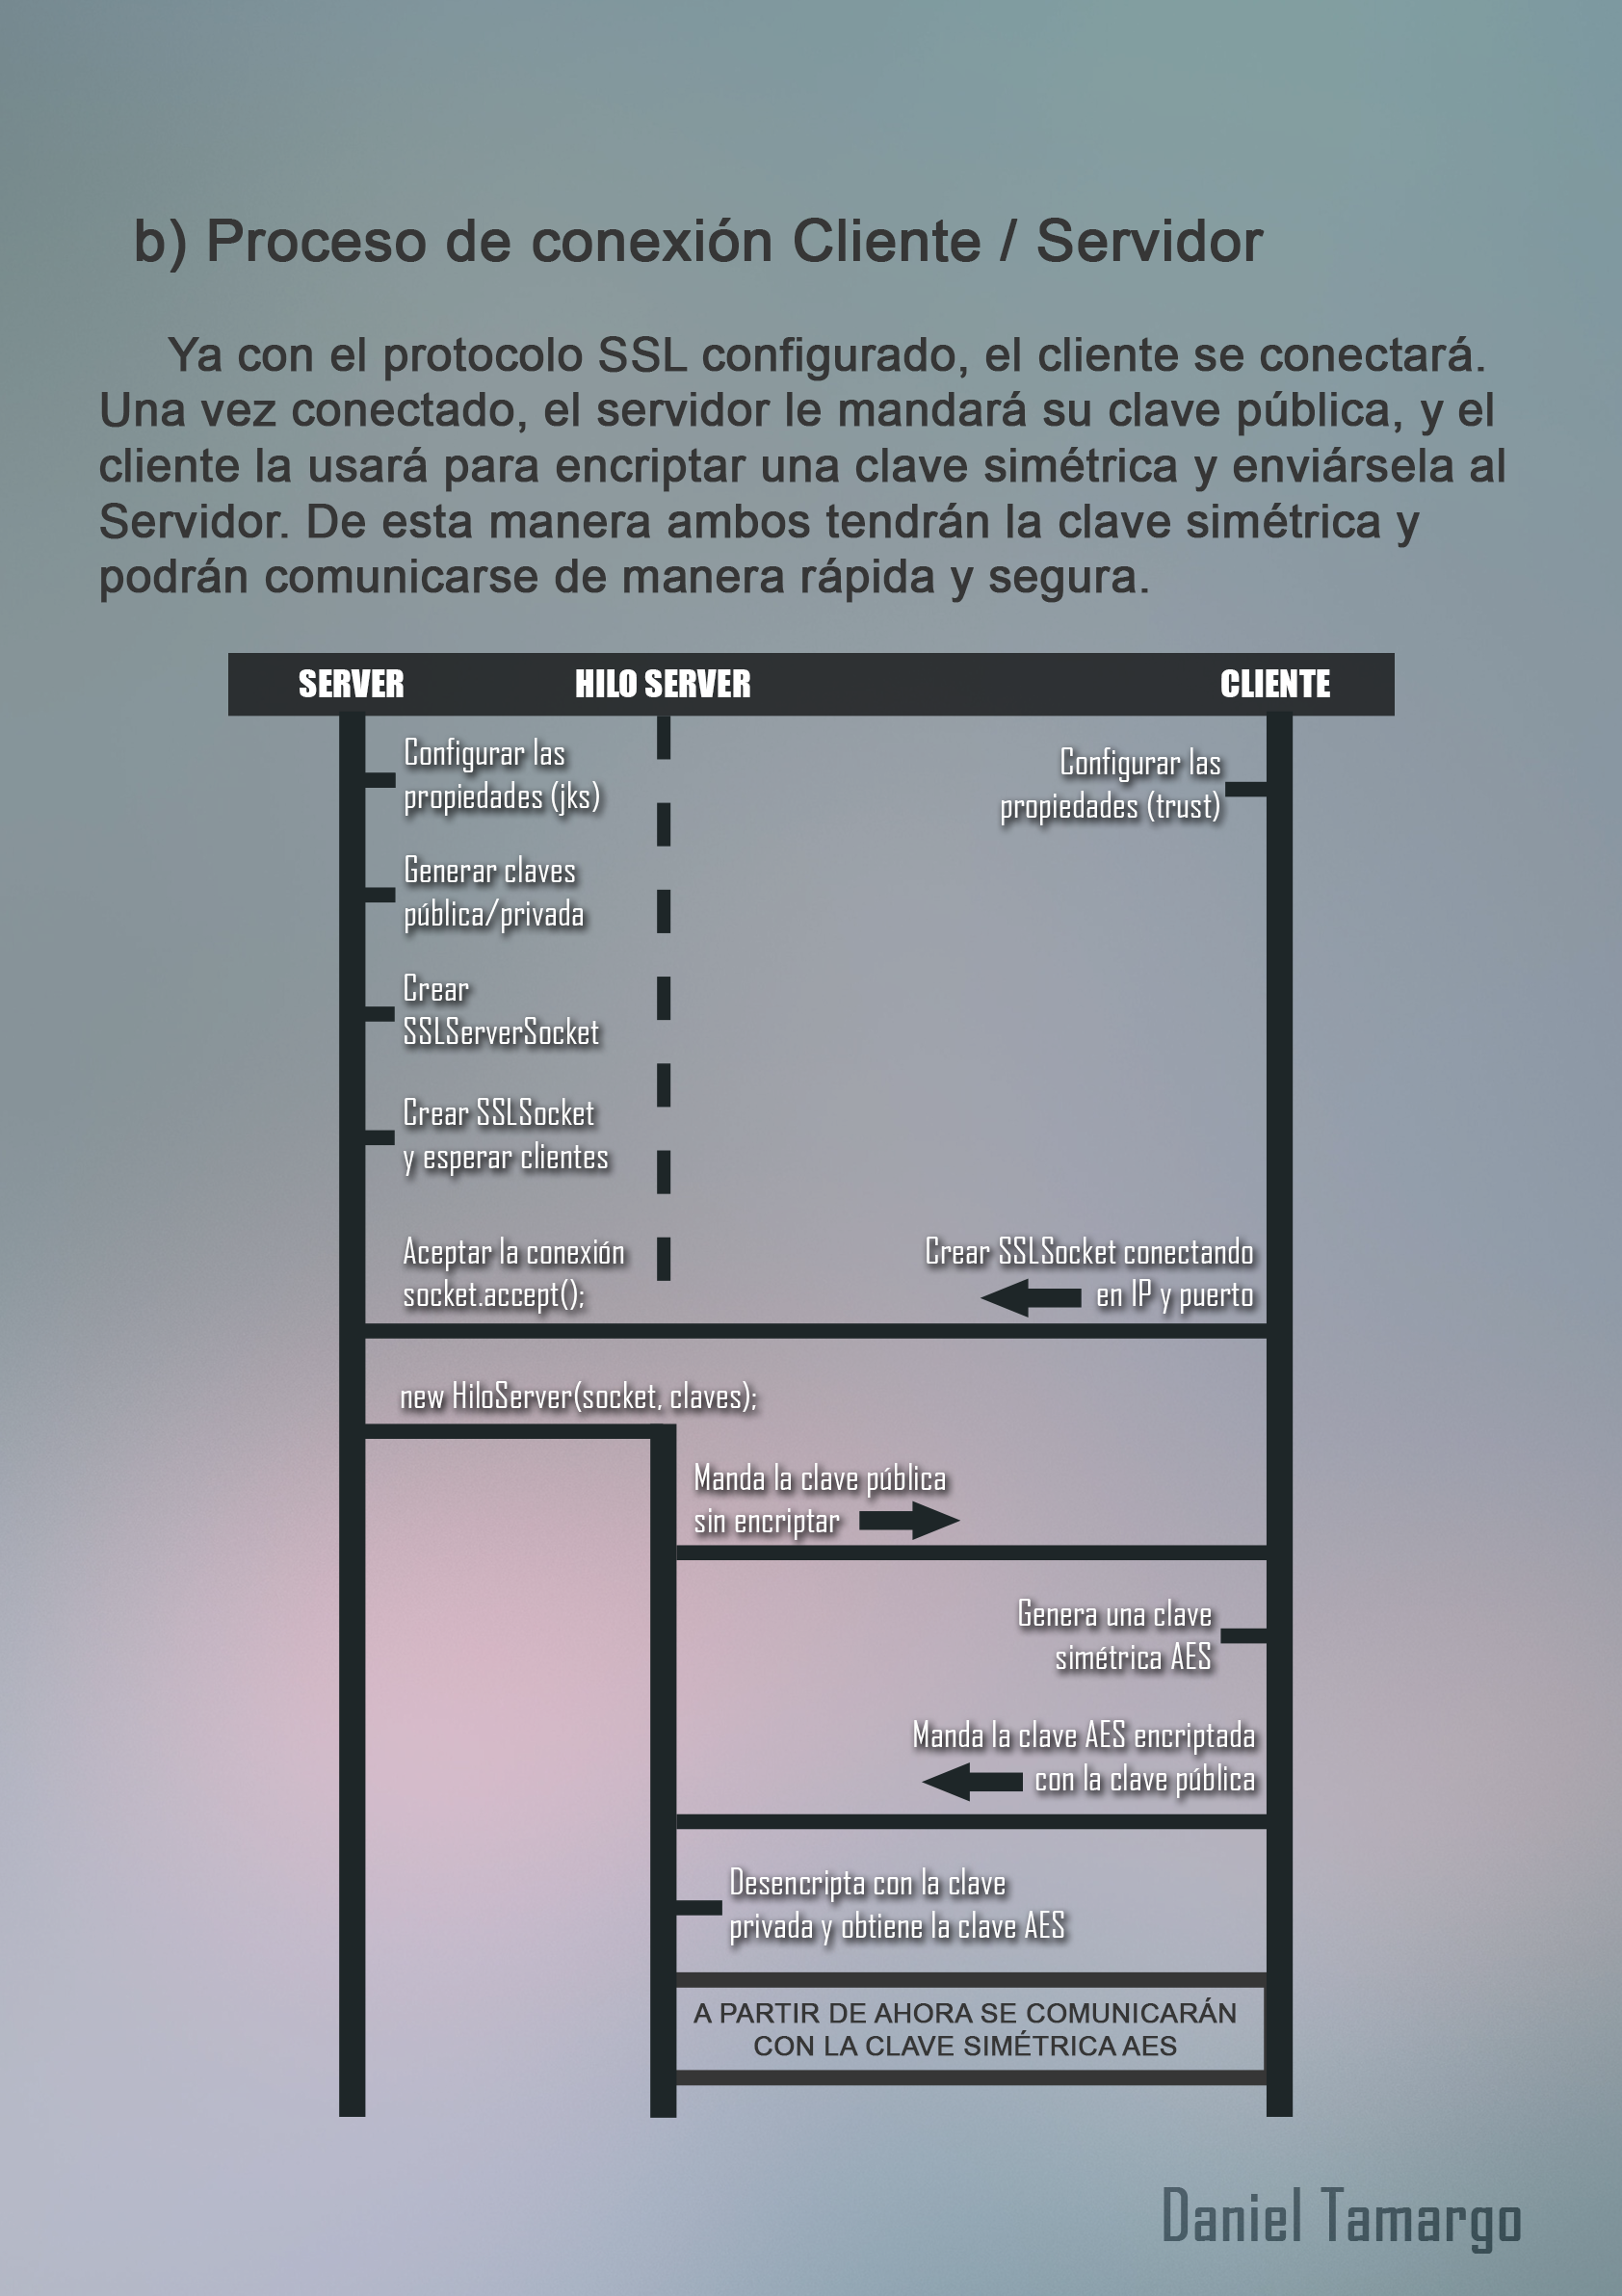 b) Proceso de conexión Cliente / Servidor
Ya con el protocolo SSL configurado, el cliente se conectará.
Una vez conectado, el servidor le mandará su clave pública, y el
cliente la usará para encriptar una clave simétrica y enviársela al
Servidor. De esta manera ambos tendrán la clave simétrica y
podrán comunicarse de manera rápida y segura.
SERVER HILO SERVER CLIENTE
Configurar las
propiedades (jks)
Configurar las
propiedades (trust)
Generar claves
pública/privada
Crear
SSLServerSocket
Crear SSLSocket
y esperar clientes
Aceptar la conexión
socket.accept();
Crear SSLSocket conectando
en IP y puerto
new HiloServer(socket, claves);
Manda la clave pública
sin encriptar
Genera una clave
simétrica AES
Manda la clave AES encriptada
con la clave pública
Desencripta con la clave
privada y obtiene la clave AES
A PARTIR DE AHORA SE COMUNICARÁN
CON LA CLAVE SIMÉTRICA AES
Daniel Tamargo